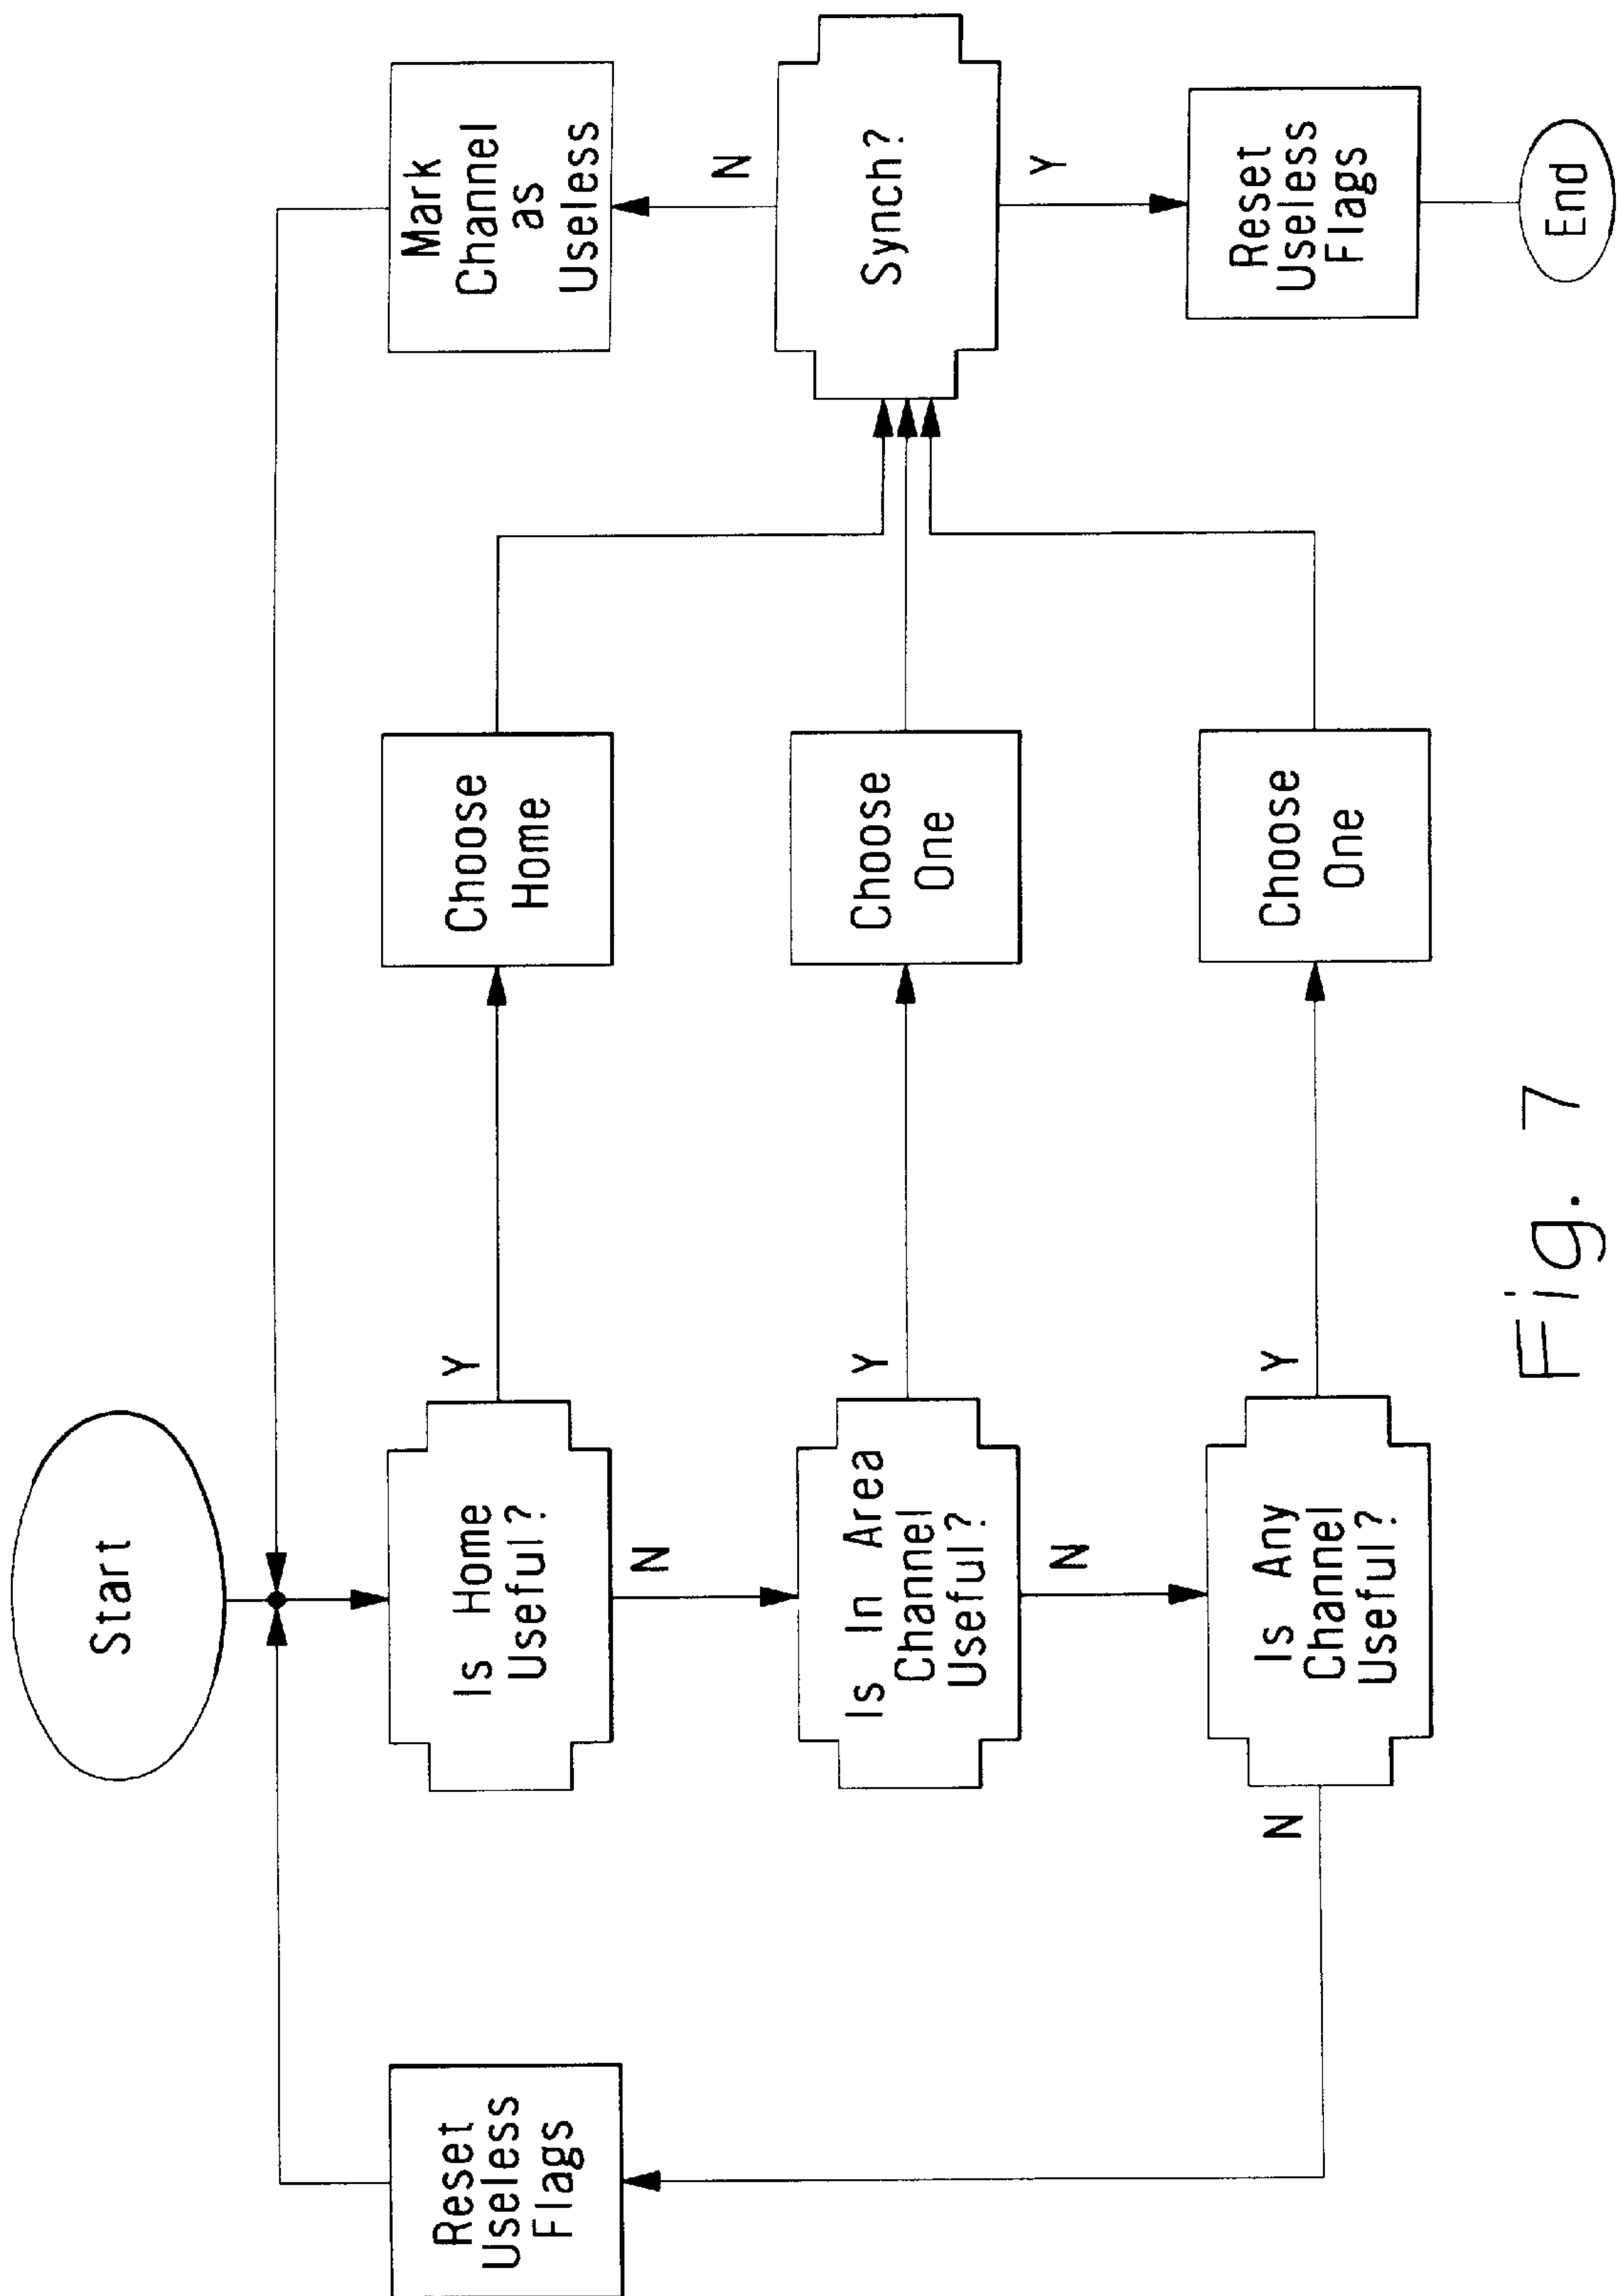 Start
Reset
Useless
Flags
Is Home
Useful?
Y
Choose
Home
Mark
Channel
as
Useless
N
N
Is In Area
Channel
Useful?
Y
Choose
One
Synch?
N
Y
Is Any
Channel
Useful?
N
Y
Choose
One
Reset
Useless
Flags
End
Fig. 7